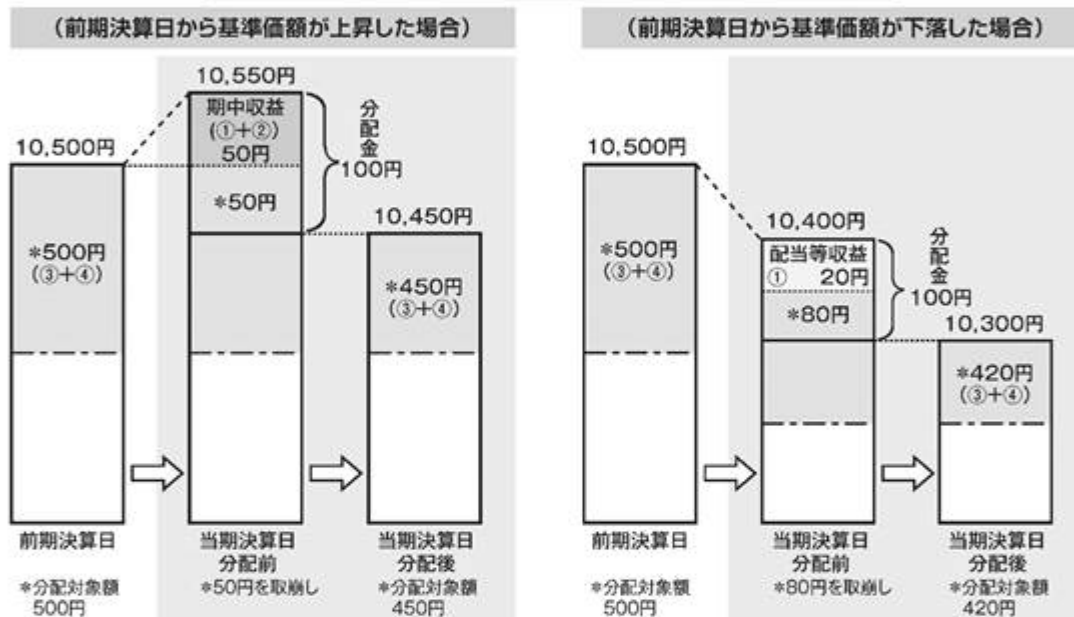 （前期決算日から基準価額が上昇した場合）
10,550円
期中収益
（①＋②）
50円
分配金
100円
10,500円
＊50円
10,450円
＊500円
（③＋④）
＊450円
（③＋④）
前期決算日
当期決算日
分配前
当期決算日
分配後
＊分配対象額
500円
＊50円を取崩し
＊分配対象額
450円
（前期決算日から基準価額が下落した場合）
10,500円
10,400円
配当等収益
① 20円
分配金
100円
＊80円
10,300円
＊500円
（③＋④）
＊420円
（③＋④）
前期決算日
当期決算日
分配前
当期決算日
分配後
＊分配対象額
500円
＊80円を取崩し
＊分配対象額
420円